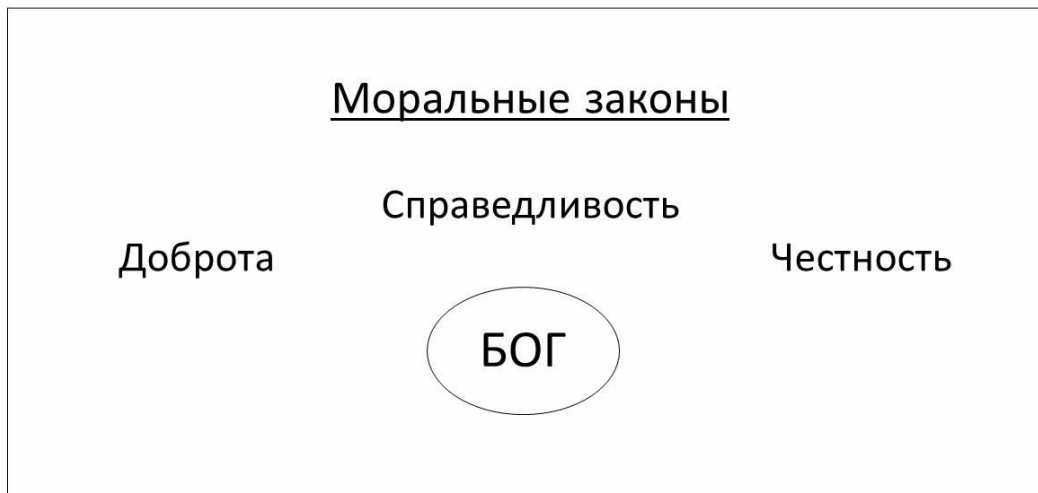 Моральные законы
Справедливость
Доброта
Честность
БОГ